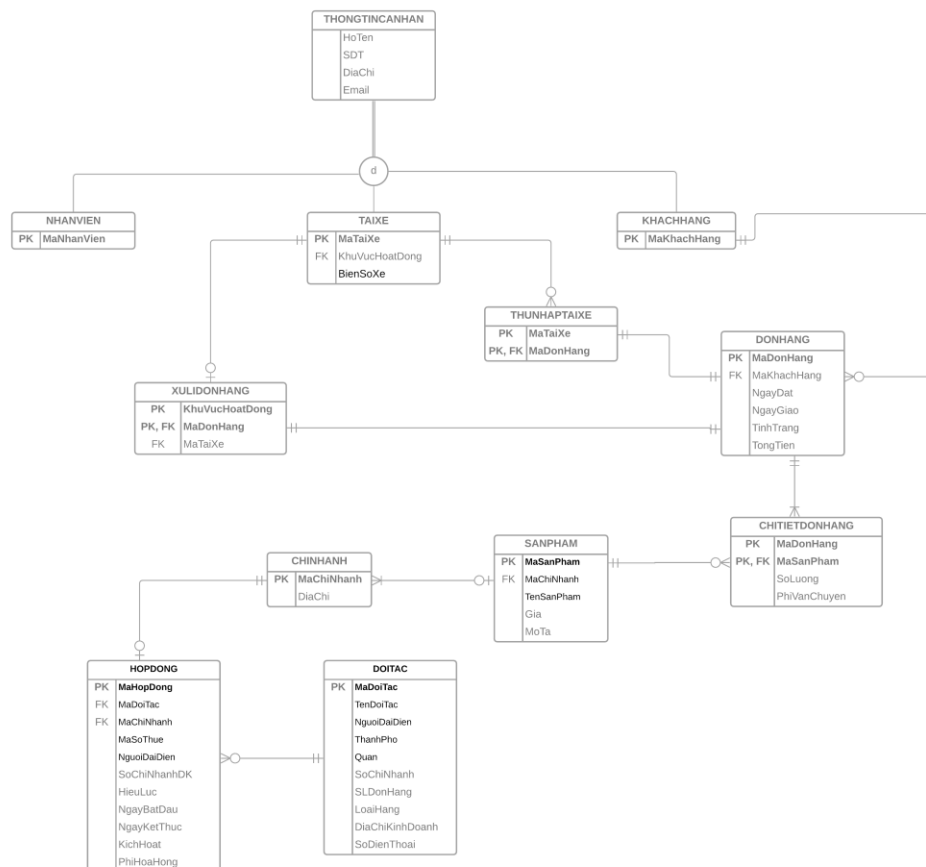 THONGTINCANHAN
HoTen
SDT
DiaChi
Email
d
NHANVIEN
PK MaNhanVien
TAIXE
PK MaTaiXe
FK KhuVucHoatDong
BienSoXe
KHACHHANG
PK MaKhachHang
THUNHAPTAIXE
PK MaTaiXe
PK, FK MaDonHang
DONHANG
PK MaDonHang
FK MaKhachHang
NgayDat
NgayGiao
TinhTrang
TongTien
XULIDONHANG
PK KhuVucHoatDong
PK, FK MaDonHang
FK MaTaiXe
CHITIETDONHANG
PK MaDonHang
PK, FK MaSanPham
SoLuong
PhiVanChuyen
SANPHAM
PK MaSanPham
FK MaChiNhanh
TenSanPham
Gia
MoTa
CHINHANH
PK MaChiNhanh
DiaChi
HOPDONG
PK MaHopDong
FK MaDoiTac
FK MaChiNhanh
MaSoThue
NguoiDaiDien
SoChiNhanhDK
HieuLuc
NgayBatDau
NgayKetThuc
KichHoat
PhiHoaHong
DOITAC
PK MaDoiTac
TenDoiTac
NguoiDaiDien
ThanhPho
Quan
SoChiNhanh
SLDonHang
LoaiHang
DiaChiKinhDoanh
SoDienThoai